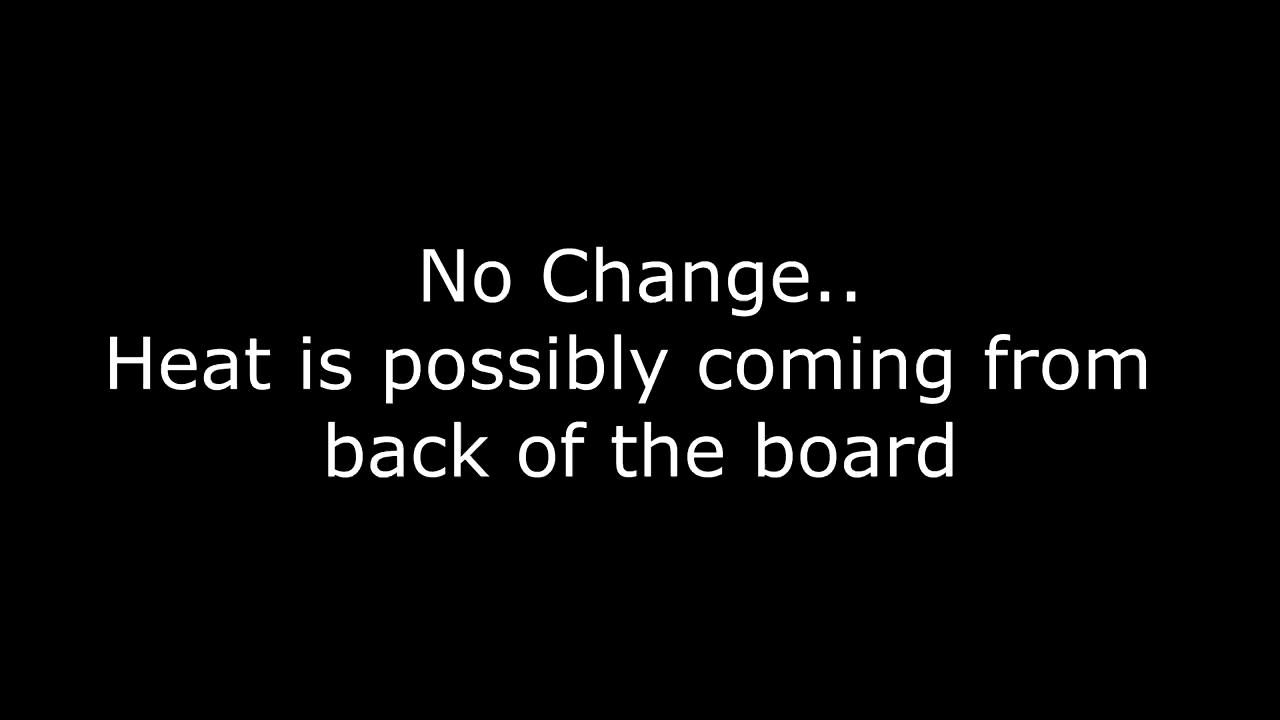 No Change..
Heat is possibly coming from
back of the board